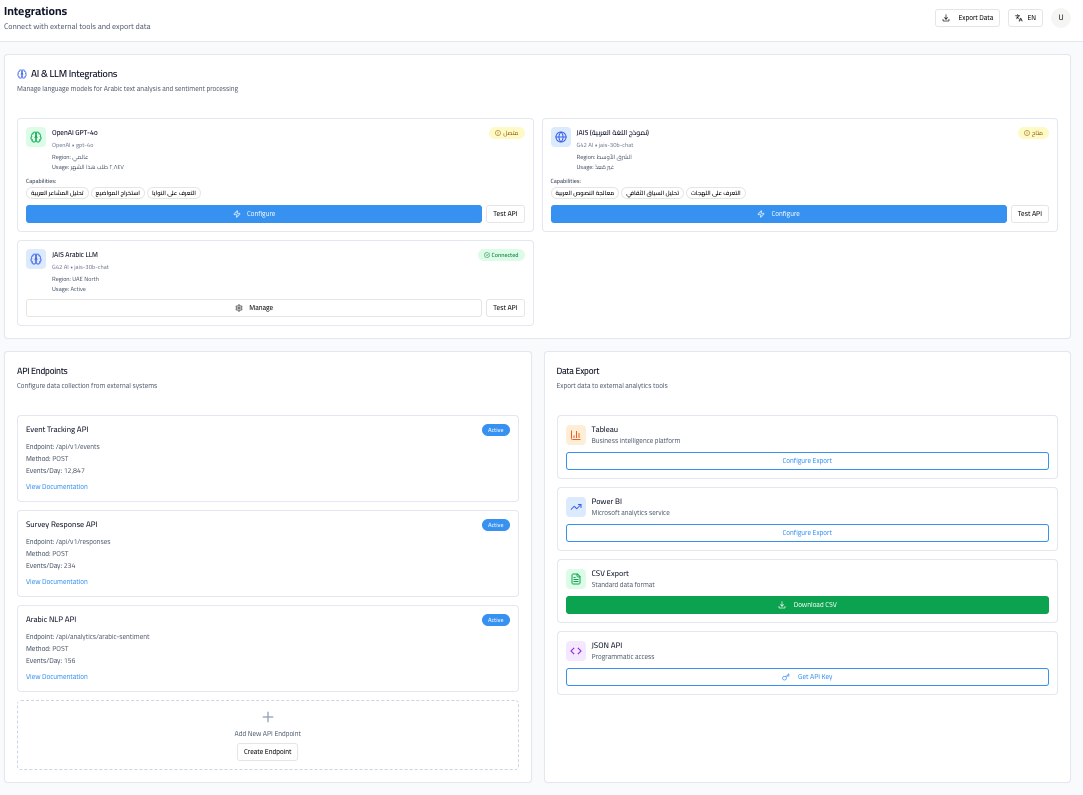 Integrations
Connect with external tools and export data
Export Data
EN
U
AI & LLM Integrations
Manage language models for Arabic text analysis and sentiment processing
OpenAI GPT-4o
متصل
OpenAI • gpt-4o
Region: عالمي
Usage: ٢٬٨٤٧ طلب هذا الشهر
Capabilities:
تحليل المشاعر العربية
استخراج المواضيع
التعرف على النوايا
Configure
Test API
JAIS (نموذج اللغة العربية)
متاح
G42 AI • jais-30b-chat
Region: الشرق الأوسط
Usage: غير مُعدّ
Capabilities:
معالجة النصوص العربية
تحليل السياق الثقافي
التعرف على اللهجات
Configure
Test API
JAIS Arabic LLM
Connected
G42 AI • jais-30b-chat
Region: UAE North
Usage: Active
Manage
Test API
API Endpoints
Configure data collection from external systems
Event Tracking API
Active
Endpoint: /api/v1/events
Method: POST
Events/Day: 12,847
View Documentation
Survey Response API
Active
Endpoint: /api/v1/responses
Method: POST
Events/Day: 234
View Documentation
Arabic NLP API
Active
Endpoint: /api/analytics/arabic-sentiment
Method: POST
Events/Day: 156
View Documentation
Add New API Endpoint
Create Endpoint
Data Export
Export data to external analytics tools
Tableau
Business intelligence platform
Configure Export
Power BI
Microsoft analytics service
Configure Export
CSV Export
Standard data format
Download CSV
JSON API
Programmatic access
Get API Key